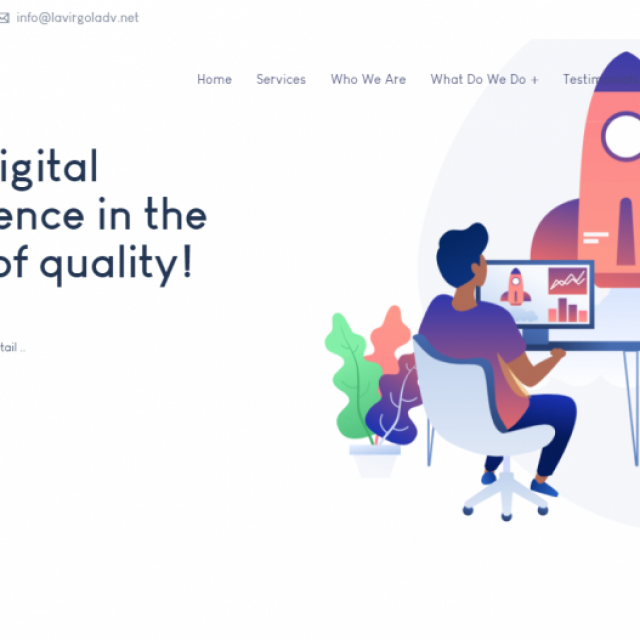 info@lavirgoladv.net
Home Services Who We Are What Do We Do + Testim
igital
ence in the
of quality!
tail ..